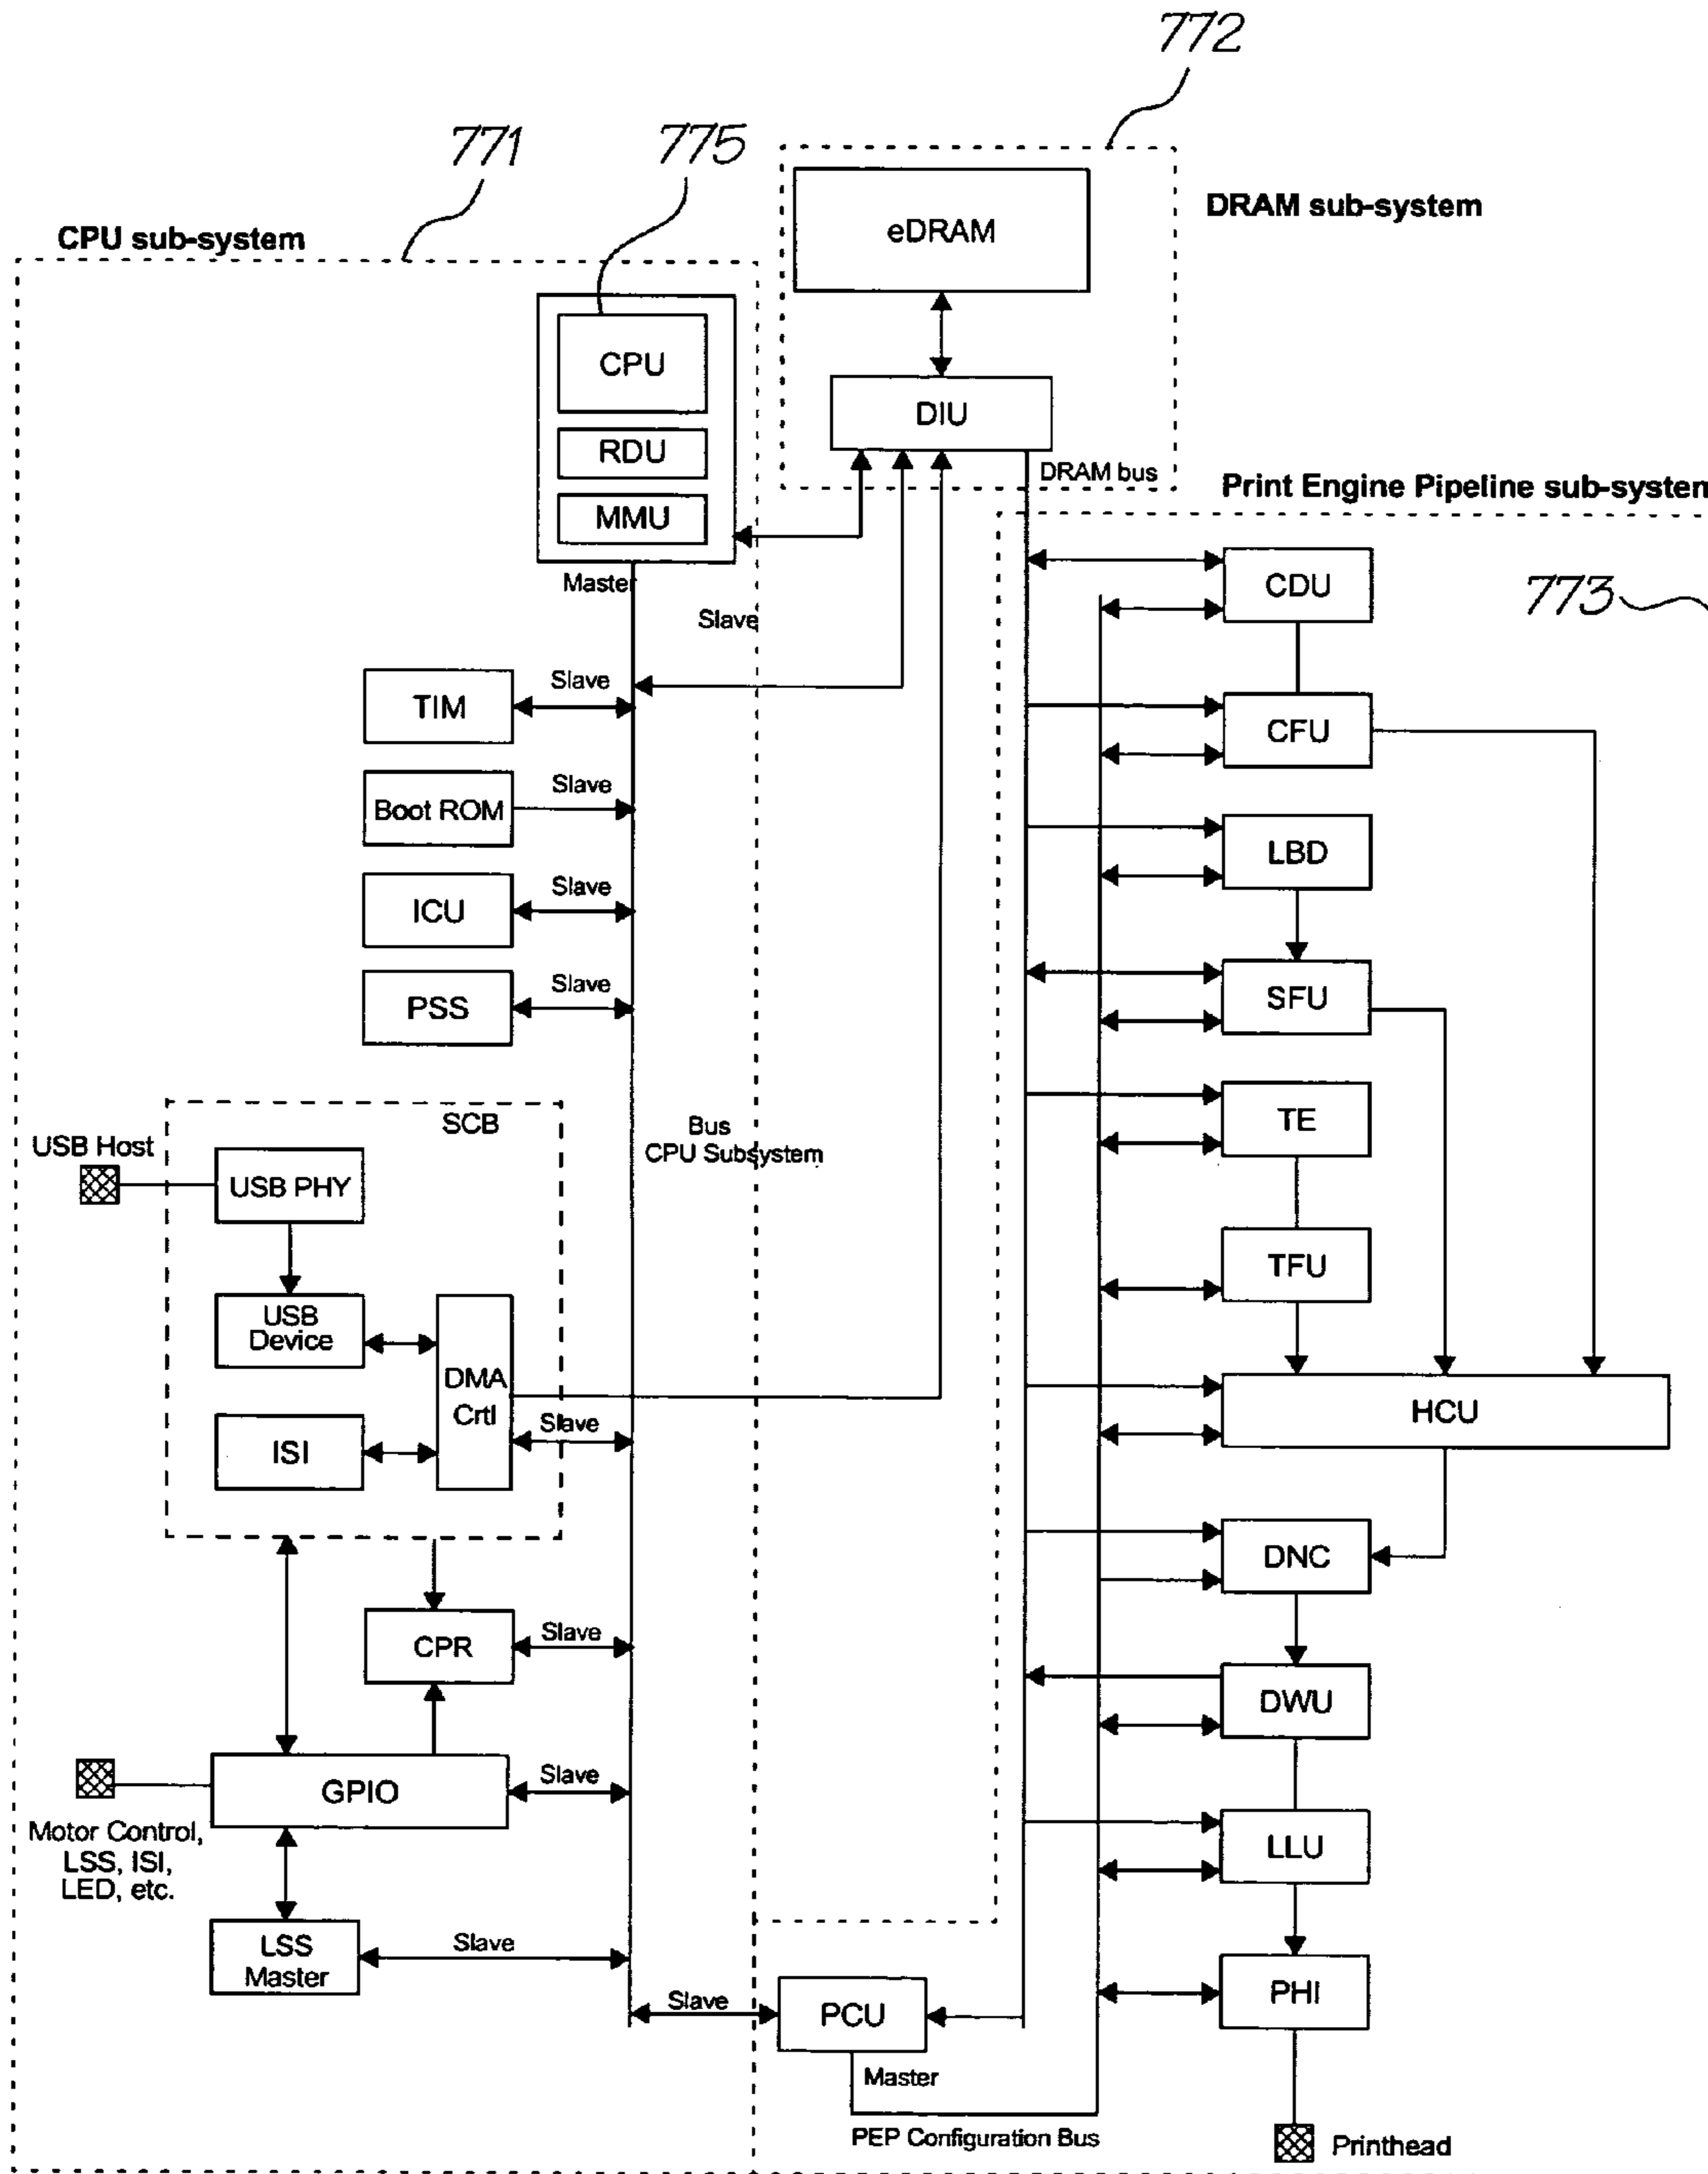 772
771
775
DRAM sub-system
CPU sub-system
eDRAM
CPU
DIU
RDU
DRAM bus
Print Engine Pipeline sub-system
MMU
Master
CDU
773
Slave
TIM
Slave
CFU
Boot ROM
Slave
LBD
ICU
Slave
PSS
Slave
SFU
SCB
TE
USB Host
USB PHY
Bus
CPU Subsystem
TFU
USB
Device
DMA
Crtl
Slave
HCU
ISI
DNC
CPR
Slave
DWU
GPIO
Slave
Motor Control,
LSS, ISI,
LED, etc.
LLU
LSS
Master
Slave
PHI
Slave
PCU
Master
PEP Configuration Bus
Printhead